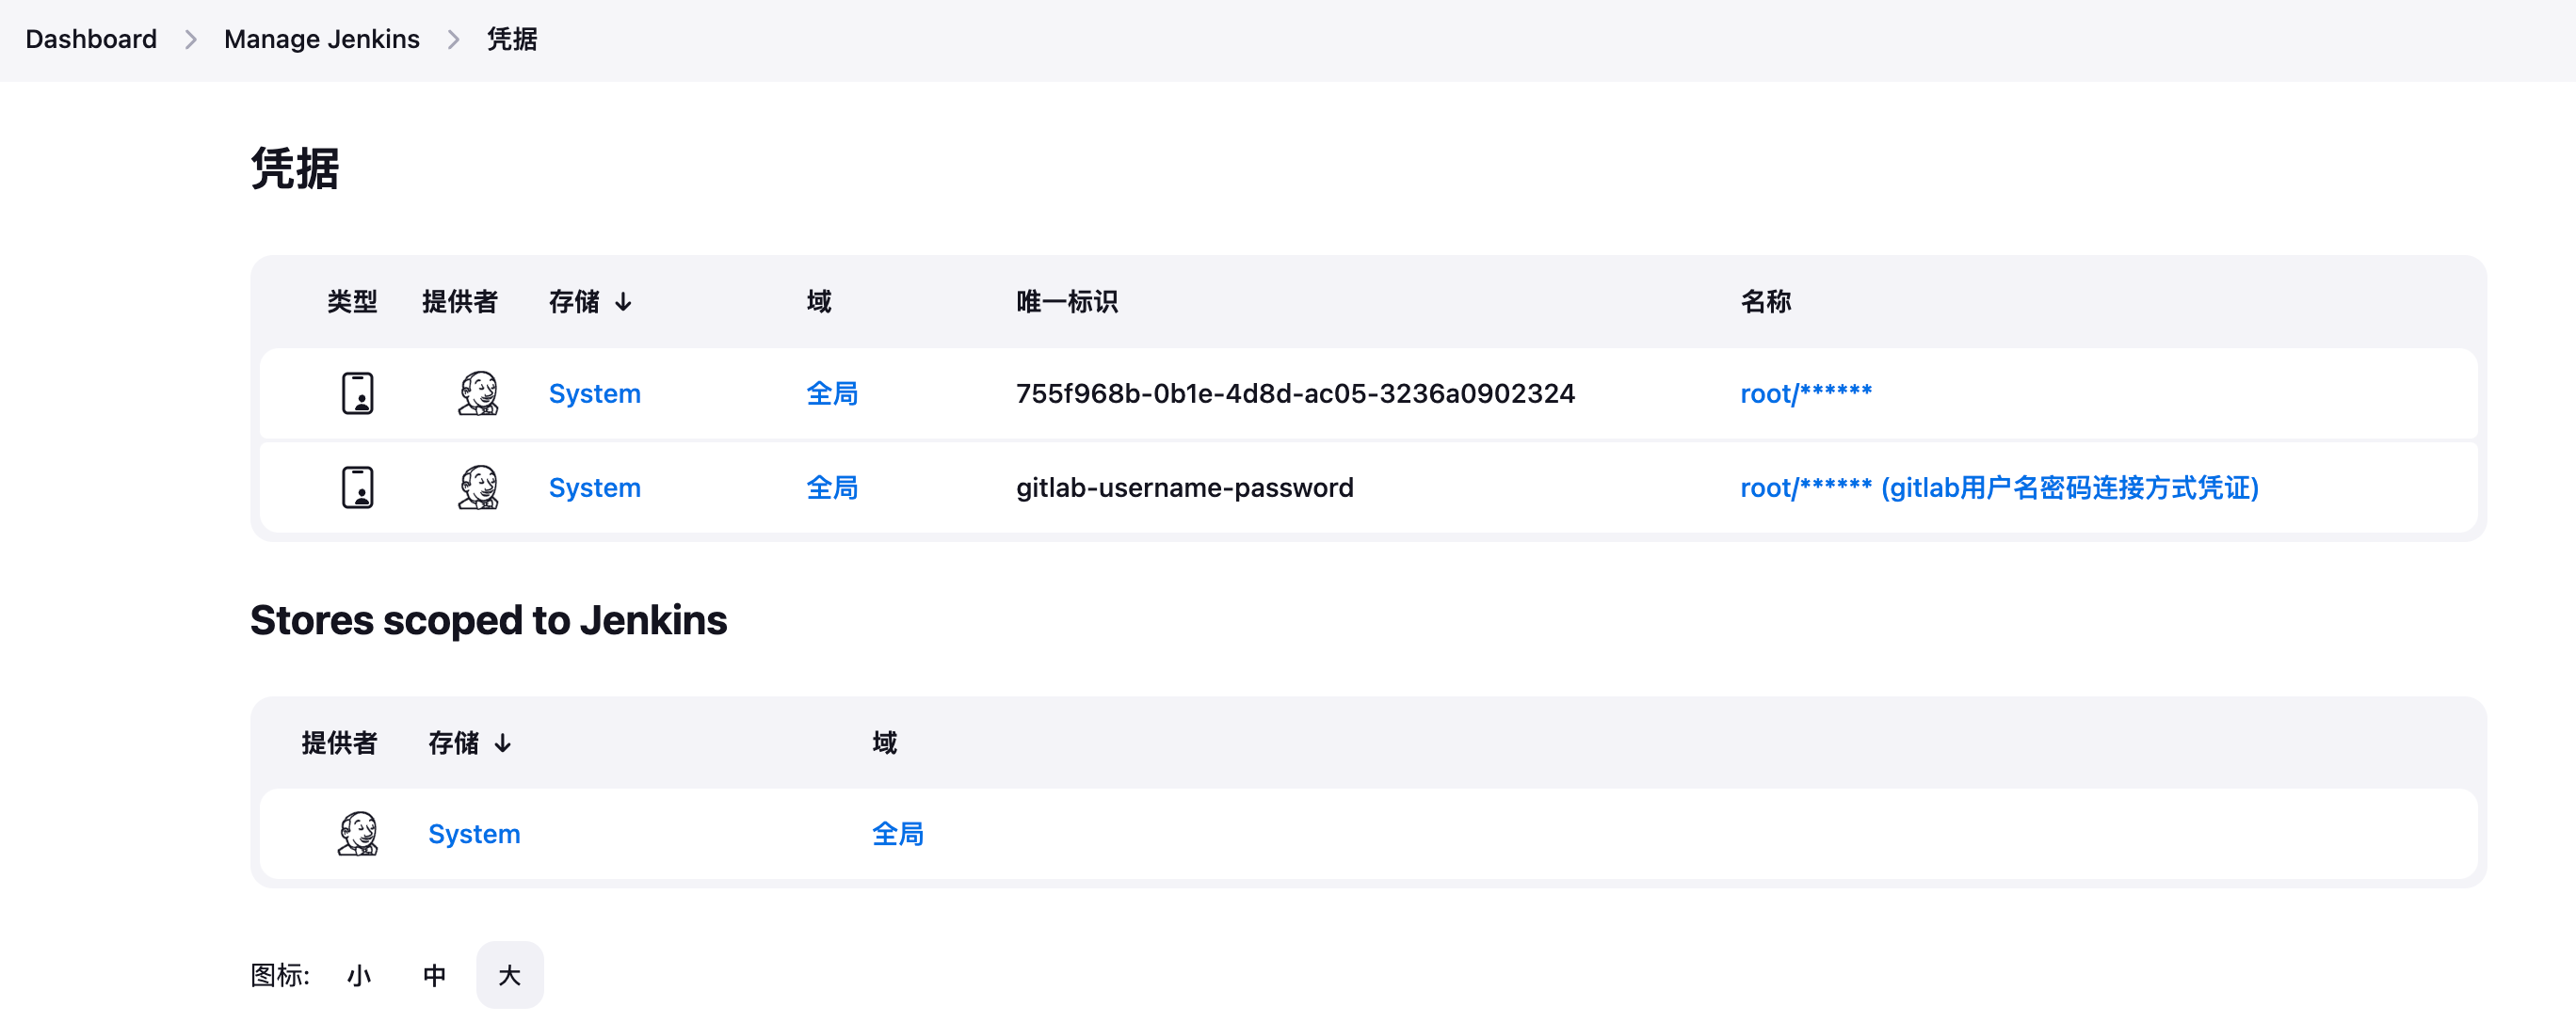 Dashboard > Manage Jenkins > 凭据
凭据
类型 提供者 存储 ↓ 域 唯一标识 名称
System 全局 755f968b-0b1e-4d8d-ac05-3236a0902324 root/******
System 全局 gitlab-username-password root/****** (gitlab用户名密码连接方式凭证)
Stores scoped to Jenkins
提供者 存储 ↓ 域
System 全局
图标: 小 中 大